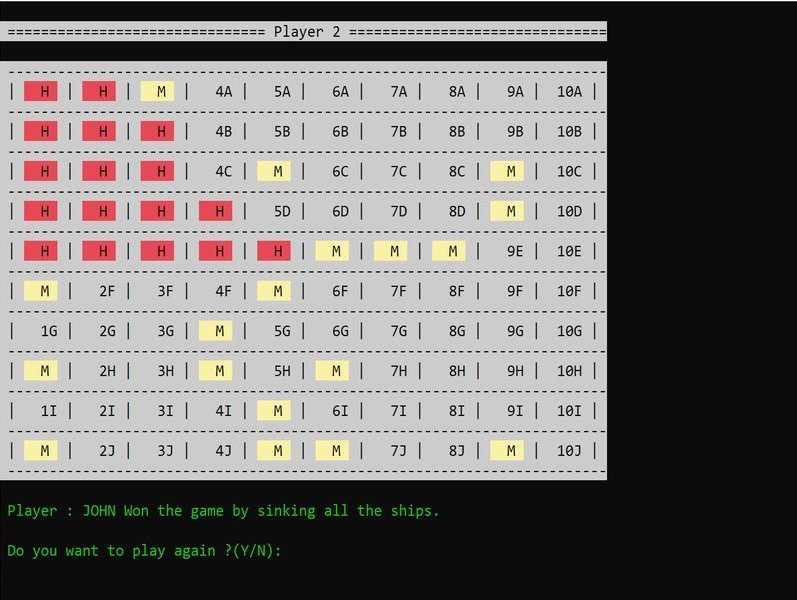 =============================== Player 2 ===============================
------------------------------------------------------------------------
| H | H | M | 4A | 5A | 6A | 7A | 8A | 9A | 10A |
------------------------------------------------------------------------
| H | H | H | 4B | 5B | 6B | 7B | 8B | 9B | 10B |
------------------------------------------------------------------------
| H | H | H | 4C | M | 6C | 7C | 8C | M | 10C |
------------------------------------------------------------------------
| H | H | H | H | 5D | 6D | 7D | 8D | M | 10D |
------------------------------------------------------------------------
| H | H | H | H | H | M | M | M | 9E | 10E |
------------------------------------------------------------------------
| M | 2F | 3F | 4F | M | 6F | 7F | 8F | 9F | 10F |
------------------------------------------------------------------------
| 1G | 2G | 3G | M | 5G | 6G | 7G | 8G | 9G | 10G |
------------------------------------------------------------------------
| M | 2H | 3H | M | 5H | M | 7H | 8H | 9H | 10H |
------------------------------------------------------------------------
| 1I | 2I | 3I | 4I | M | 6I | 7I | 8I | 9I | 10I |
------------------------------------------------------------------------
| M | 2J | 3J | 4J | M | M | 7J | 8J | M | 10J |
------------------------------------------------------------------------
Player : JOHN Won the game by sinking all the ships.
Do you want to play again ?(Y/N):